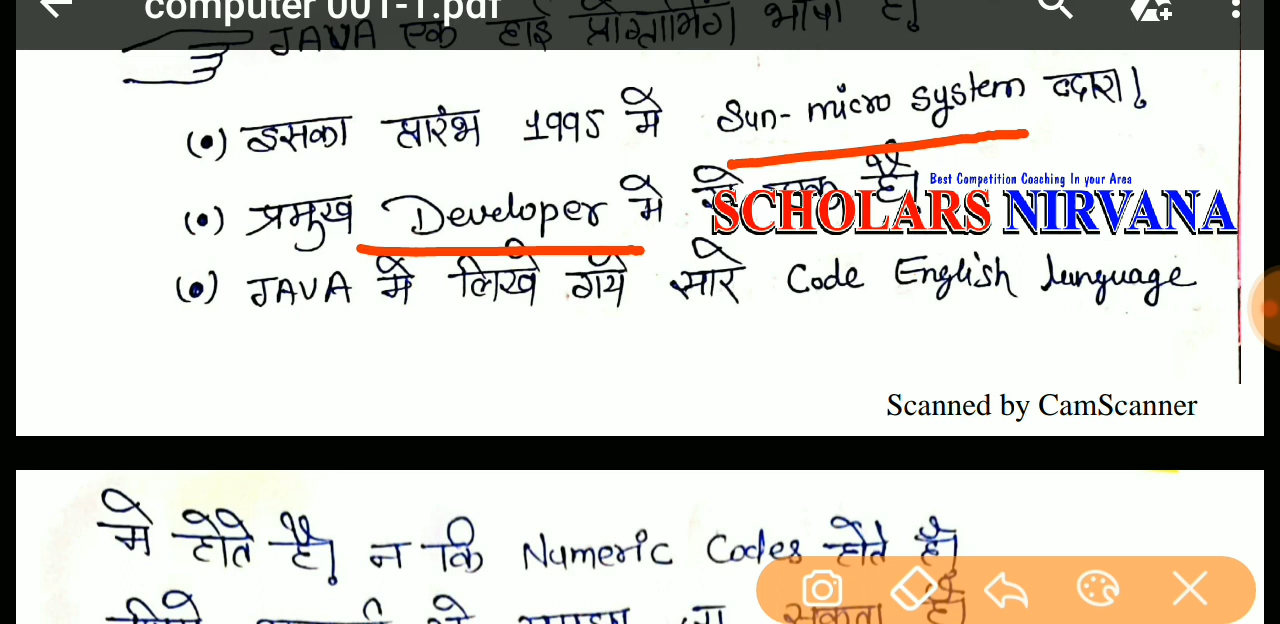 computer 001-1.pdf
JAVA एक हाई प्रोग्रामिंग भाषा है।
(•) इसका प्रारंभ 1995 मे Sun-micro system द्वारा।
(•) प्रमुख Developer मे से एक है।
Best Competition Coaching In your Area
SCHOLARS NIRVANA
(•) JAVA में लिखे गये सारे Code English language
Scanned by CamScanner
मे होते है। न कि Numeric Codes होते है।
सकता है।